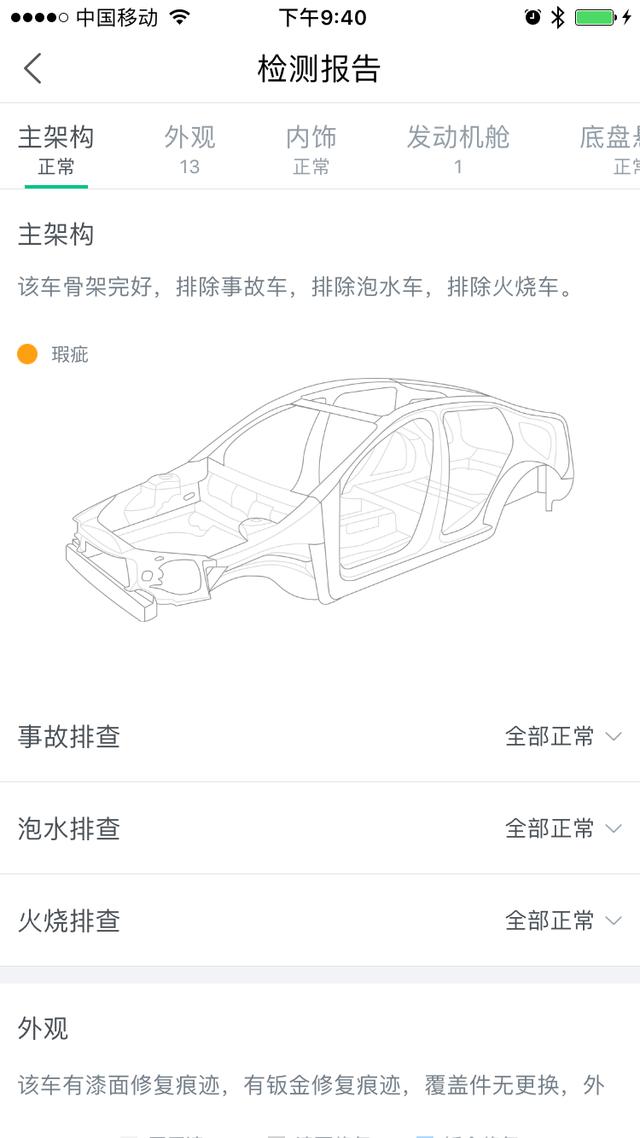 中国移动 下午9:40
检测报告
主架构 外观 内饰 发动机舱 底盘
正常 13 正常 1 正常
主架构
该车骨架完好，排除事故车，排除泡水车，排除火烧车。
瑕疵
事故排查 全部正常
泡水排查 全部正常
火烧排查 全部正常
外观
该车有漆面修复痕迹，有钣金修复痕迹，覆盖件无更换，外